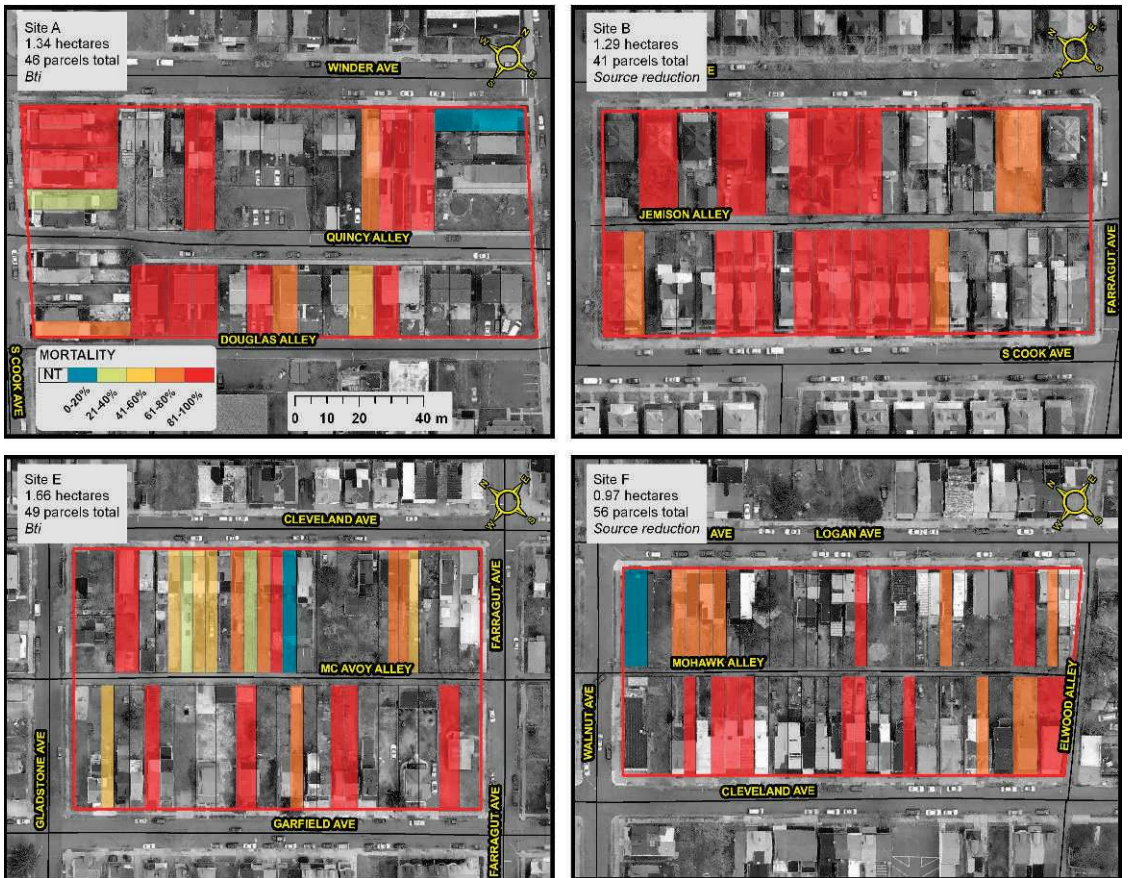 Site A
1.34 hectares
46 parcels total
Bti
WINDER AVE
N
E
S
W
QUINCY ALLEY
DOUGLAS ALLEY
S COOK AVE
MORTALITY
NT
0-20%
21-40%
41-60%
61-80%
81-100%
0 10 20 40 m
Site B
1.29 hectares
41 parcels total
Source reduction
E AVE
N
E
S
W
JEMISON ALLEY
FARRAGUT AVE
S COOK AVE
Site E
1.66 hectares
49 parcels total
Bti
CLEVELAND AVE
N
E
S
W
FARRAGUT AVE
MC AVOY ALLEY
GLADSTONE AVE
GARFIELD AVE
FARRAGUT AVE
Site F
0.97 hectares
56 parcels total
Source reduction
AVE
LOGAN AVE
N
E
S
W
MOHAWK ALLEY
WALNUT AVE
ELWOOD ALLEY
CLEVELAND AVE